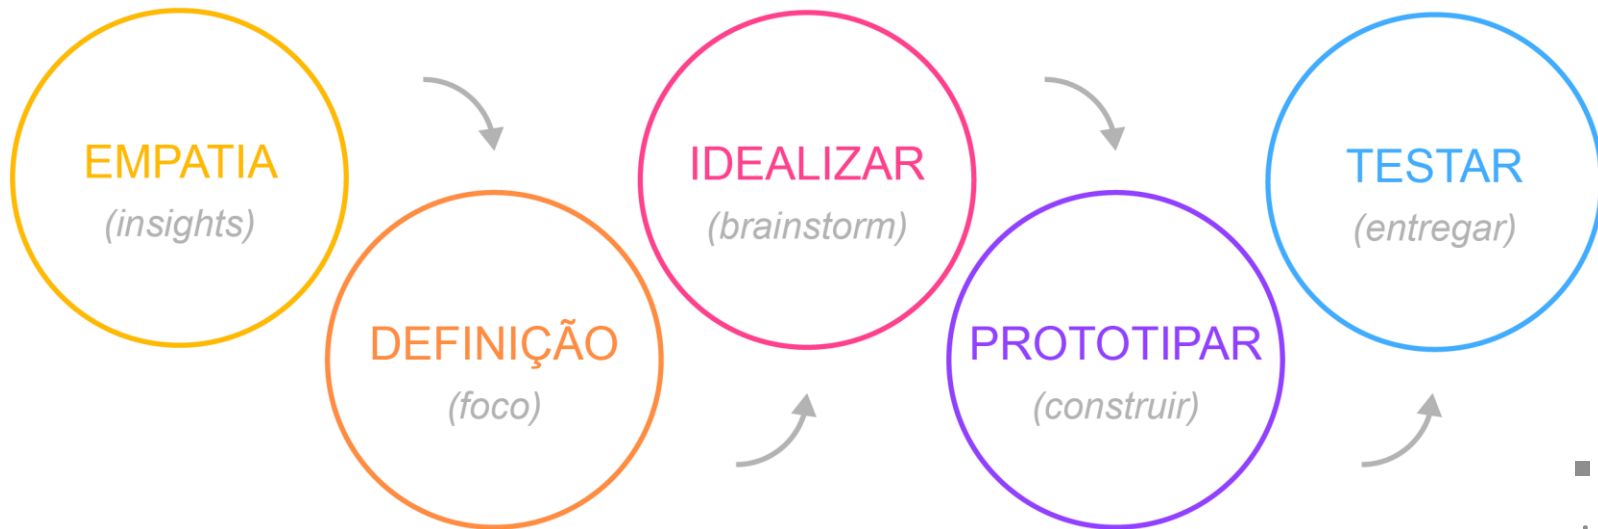 EMPATIA
(insights)
DEFINIÇÃO
(foco)
IDEALIZAR
(brainstorm)
PROTOTIPAR
(construir)
TESTAR
(entregar)